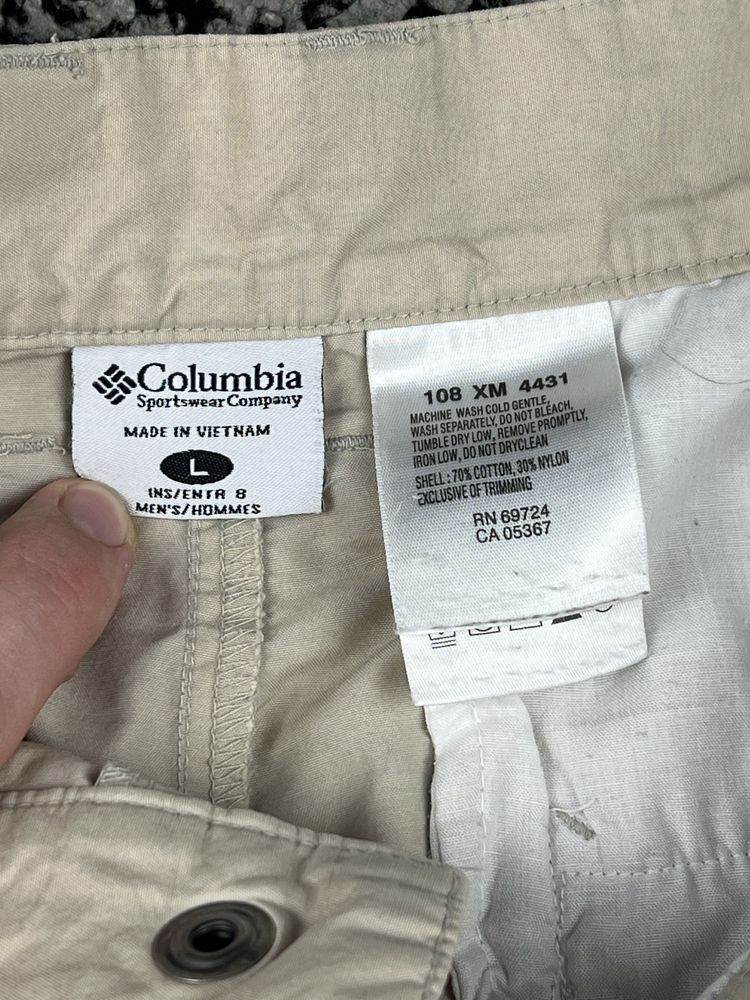 Columbia
Sportswear Company
MADE IN VIETNAM
L
INS/ENTR 8
MEN'S/HOMMES
108 XM 4431
MACHINE WASH COLD GENTLE,
WASH SEPARATELY, DO NOT BLEACH,
TUMBLE DRY LOW, REMOVE PROMPTLY,
IRON LOW, DO NOT DRYCLEAN
SHELL : 70% COTTON, 30% NYLON
EXCLUSIVE OF TRIMMING
RN 69724
CA 05367